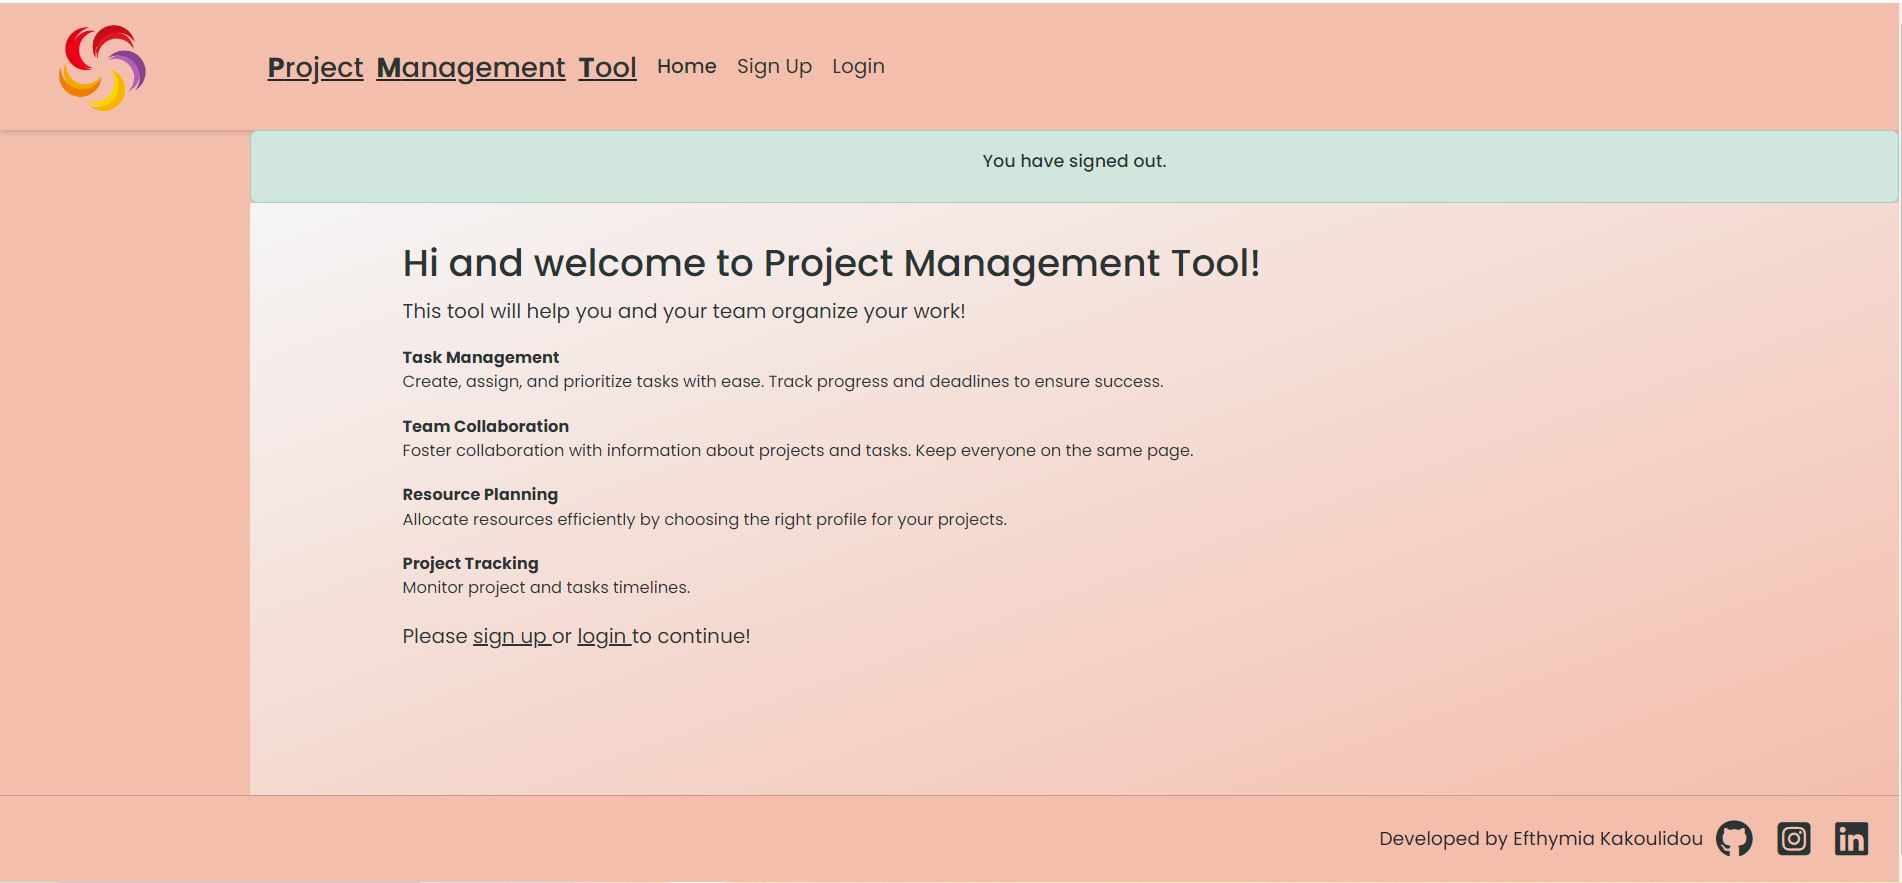 Project Management Tool Home Sign Up Login
You have signed out.
Hi and welcome to Project Management Tool!
This tool will help you and your team organize your work!
Task Management
Create, assign, and prioritize tasks with ease. Track progress and deadlines to ensure success.
Team Collaboration
Foster collaboration with information about projects and tasks. Keep everyone on the same page.
Resource Planning
Allocate resources efficiently by choosing the right profile for your projects.
Project Tracking
Monitor project and tasks timelines.
Please sign up or login to continue!
Developed by Efthymia Kakoulidou in